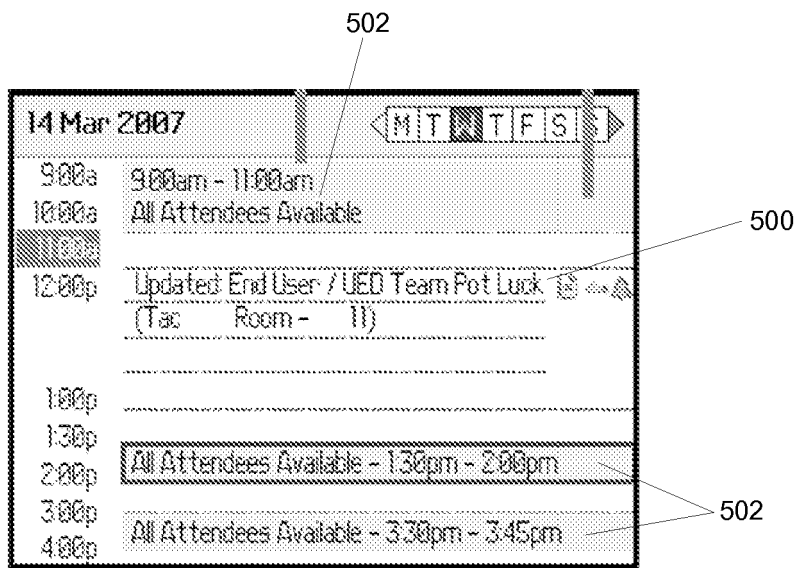 502
14 Mar 2007
M T W T F S
9:00a 9:00am - 11:00am
10:00a All Attendees Available
12:00p Updated End User / UED Team Pot Luck
500
(Tac Room - 11)
1:00p
1:30p
All Attendees Available - 1:30pm - 2:00pm
2:00p
502
3:00p
All Attendees Available - 3:30pm - 3:45pm
4:00p